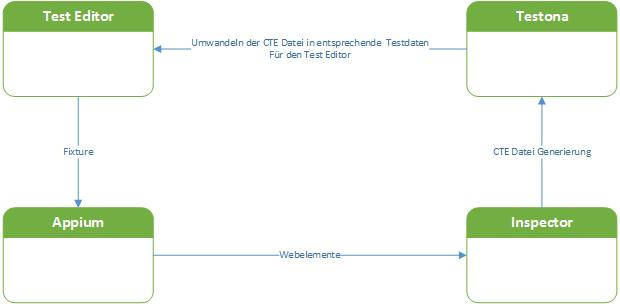 Test Editor
Testona
Umwandeln der CTE Datei in entsprechende Testdaten
Für den Test Editor
Fixture
CTE Datei Generierung
Appium
Inspector
Webelemente